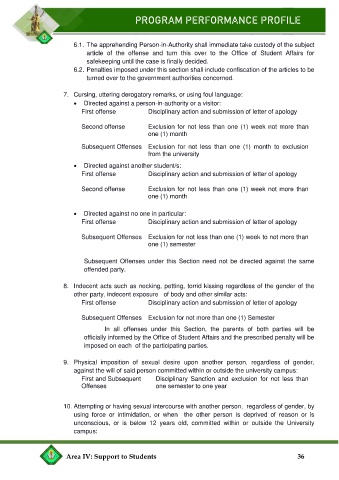 PROGRAM PERFORMANCE PROFILE
6.1. The apprehending Person-in-Authority shall immediate take custody of the subject
article of the offense and turn this over to the Office of Student Affairs for
safekeeping until the case is finally decided.
6.2. Penalties imposed under this section shall include confiscation of the articles to be
turned over to the government authorities concerned.
7. Cursing, uttering derogatory remarks, or using foul language:
• Directed against a person-in-authority or a visitor:
First offense Disciplinary action and submission of letter of apology
Second offense Exclusion for not less than one (1) week not more than
one (1) month
Subsequent Offenses Exclusion for not less than one (1) month to exclusion
from the university
• Directed against another student/s:
First offense Disciplinary action and submission of letter of apology
Second offense Exclusion for not less than one (1) week not more than
one (1) month
• Directed against no one in particular:
First offense Disciplinary action and submission of letter of apology
Subsequent Offenses Exclusion for not less than one (1) week to not more than
one (1) semester
Subsequent Offenses under this Section need not be directed against the same
offended party.
8. Indecent acts such as necking, petting, torrid kissing regardless of the gender of the
other party, indecent exposure of body and other similar acts:
First offense Disciplinary action and submission of letter of apology
Subsequent Offenses Exclusion for not more than one (1) Semester
In all offenses under this Section, the parents of both parties will be
officially informed by the Office of Student Affairs and the prescribed penalty will be
imposed on each of the participating parties.
9. Physical imposition of sexual desire upon another person, regardless of gender,
against the will of said person committed within or outside the university campus:
First and Subsequent Disciplinary Sanction and exclusion for not less than
Offenses one semester to one year
10. Attempting or having sexual intercourse with another person, regardless of gender, by
using force or intimidation, or when the other person is deprived of reason or is
unconscious, or is below 12 years old, committed within or outside the University
campus:
Area IV: Support to Students 36